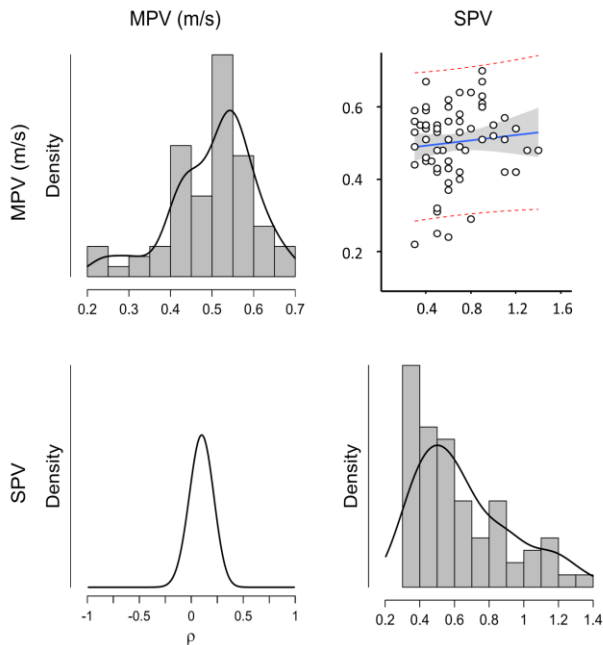 MPV (m/s)
SPV
MPV (m/s)
Density
0.2 0.3 0.4 0.5 0.6 0.7
0.6
0.4
0.2
0.4 0.8 1.2 1.6
SPV
Density
-1 -0.5 0 0.5 1
ρ
Density
0.2 0.4 0.6 0.8 1 1.2 1.4